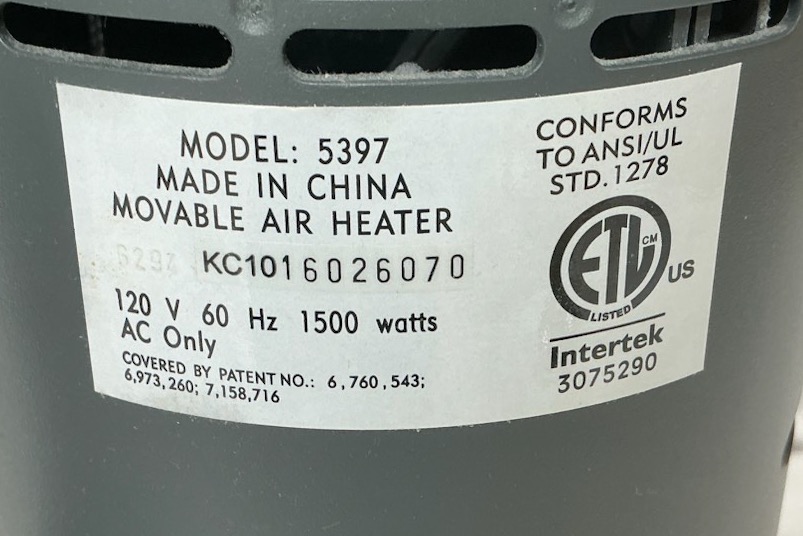 MODEL: 5397
MADE IN CHINA
MOVABLE AIR HEATER
KC1016026070
120 V 60 Hz 1500 watts
AC Only
COVERED BY PATENT NO.: 6,760,543;
6,973,260; 7,158,716
CONFORMS
TO ANSI/UL
STD.1278
ETL CM
US
LISTED
Intertek
3075290